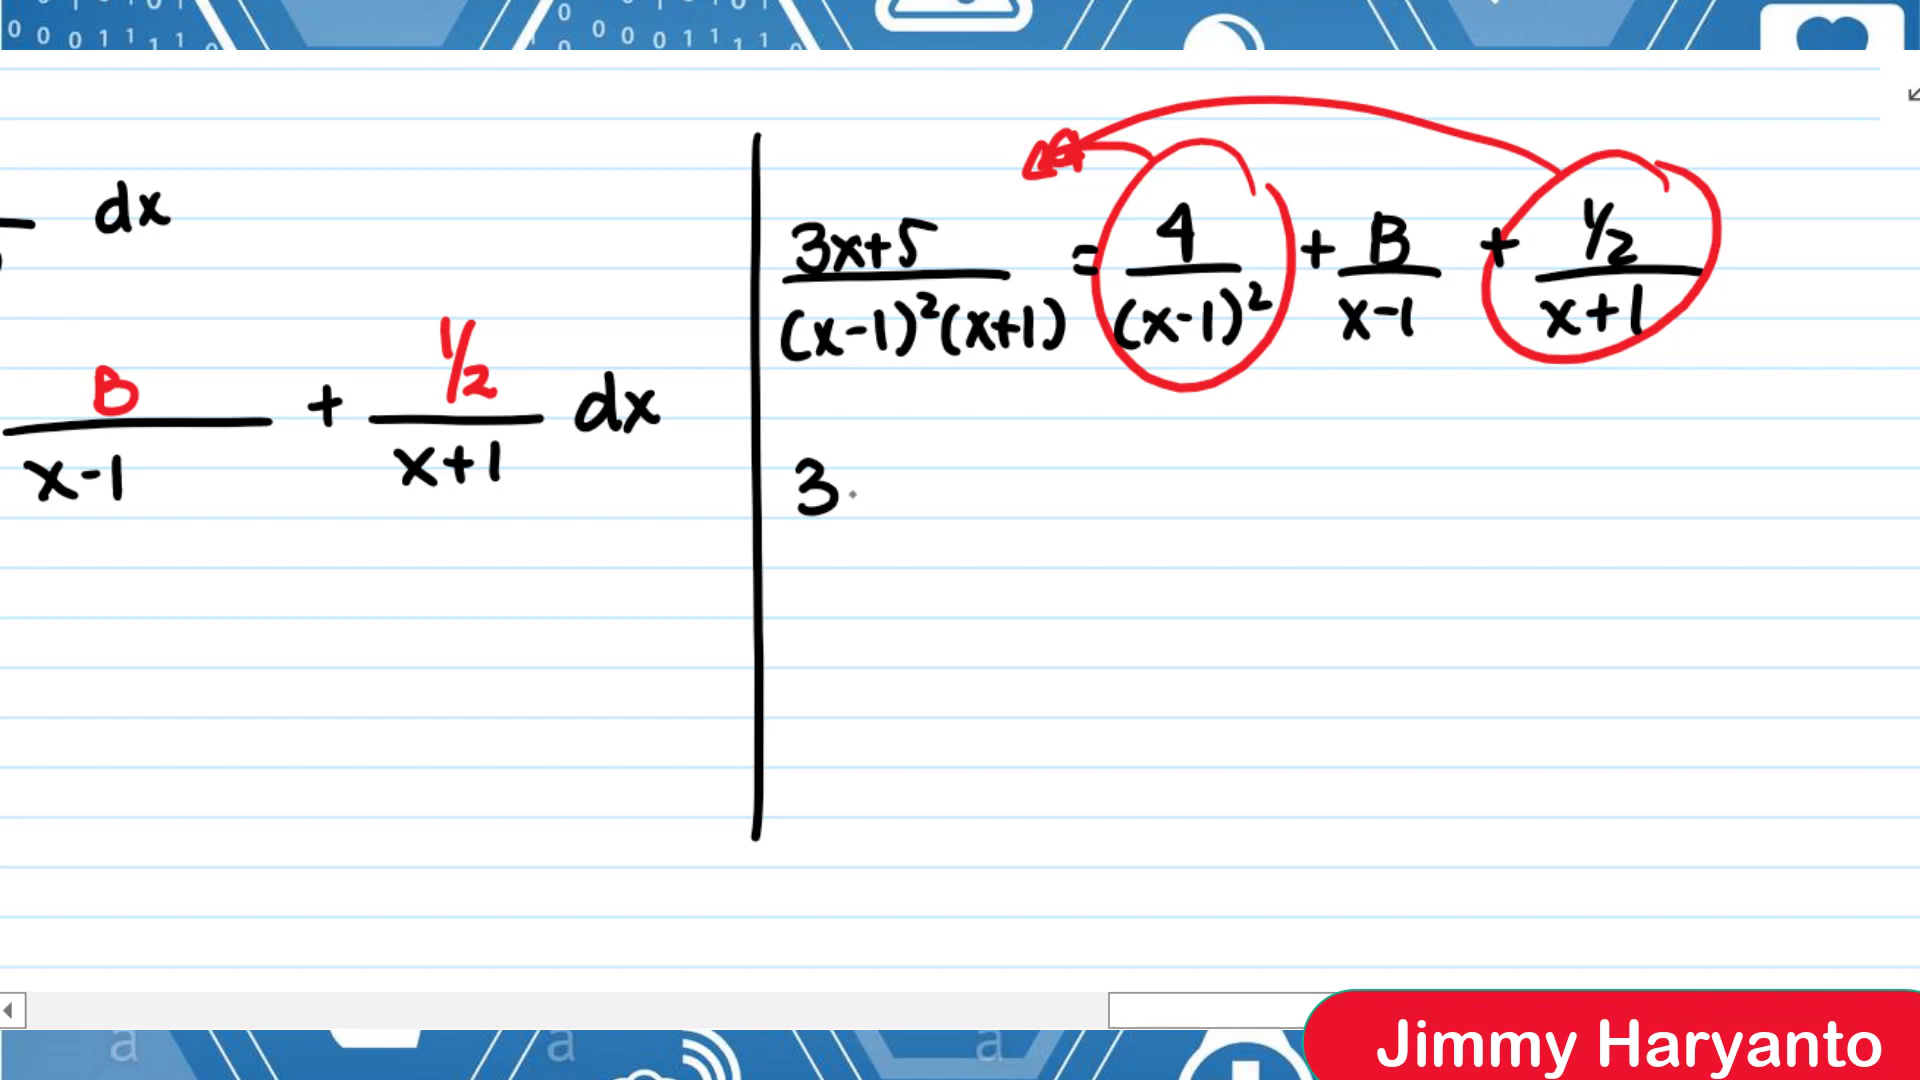 dx
B/(x-1) + ½/(x+1) dx
(3x+5)/((x-1)²(x+1)) = 4/(x-1)² + B/(x-1) + ½/(x+1)
3
Jimmy Haryanto